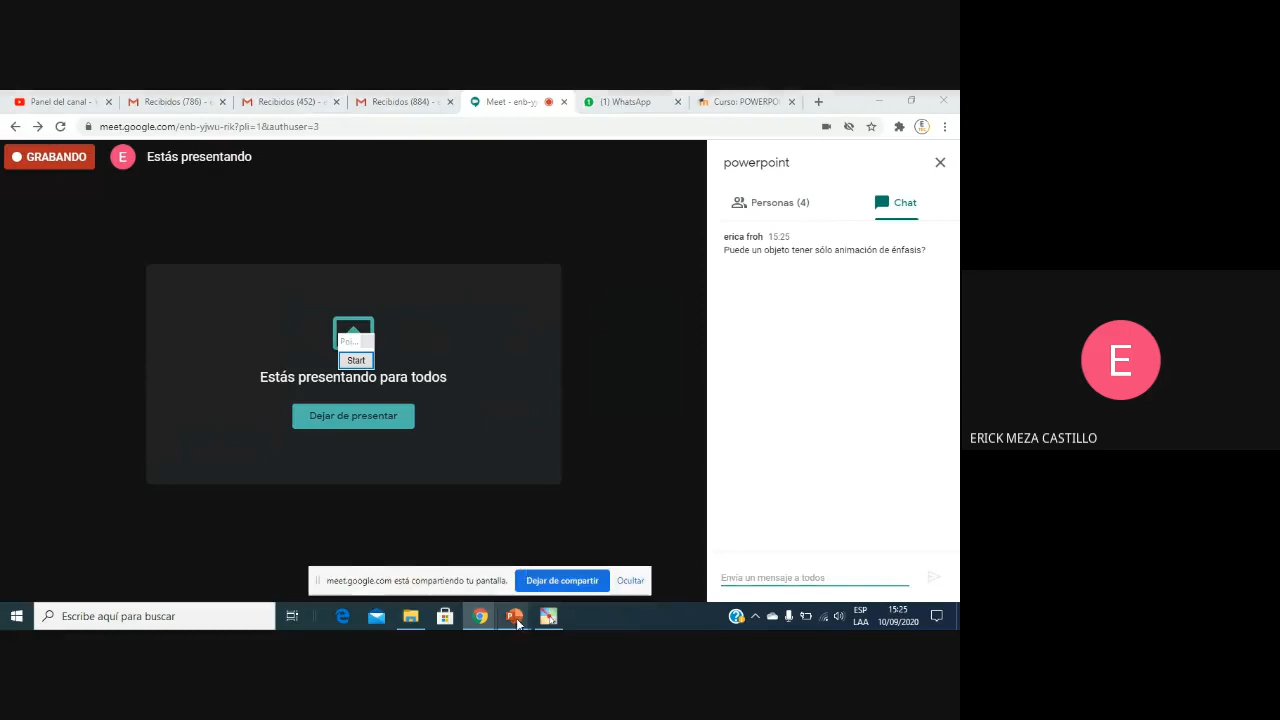 Panel del canal -
Recibidos (786) -
Recibidos (452) -
Recibidos (884) -
Meet - enb-yj
(1) WhatsApp
Curso: POWERPO
meet.google.com/enb-yjwu-rik?pli=1&authuser=3
GRABANDO
E
Estás presentando
powerpoint
Personas (4)
Chat
erica froh 15:25
Puede un objeto tener sólo animación de énfasis?
Poi...
Start
Estás presentando para todos
Dejar de presentar
E
ERICK MEZA CASTILLO
Envía un mensaje a todos
meet.google.com está compartiendo tu pantalla.
Dejar de compartir
Ocultar
Escribe aquí para buscar
ESP
LAA
15:25
10/09/2020